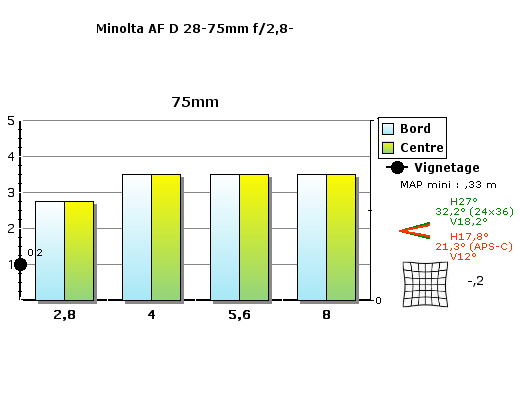 Minolta AF D 28-75mm f/2,8-
75mm
5
4
3
2
1
0 2
2,8
4
5,6
8
0
Bord
Centre
Vignetage
MAP mini : ,33 m
H27°
32,2° (24x36)
V18,2°
H17,8°
21,3° (APS-C)
V12°
-,2